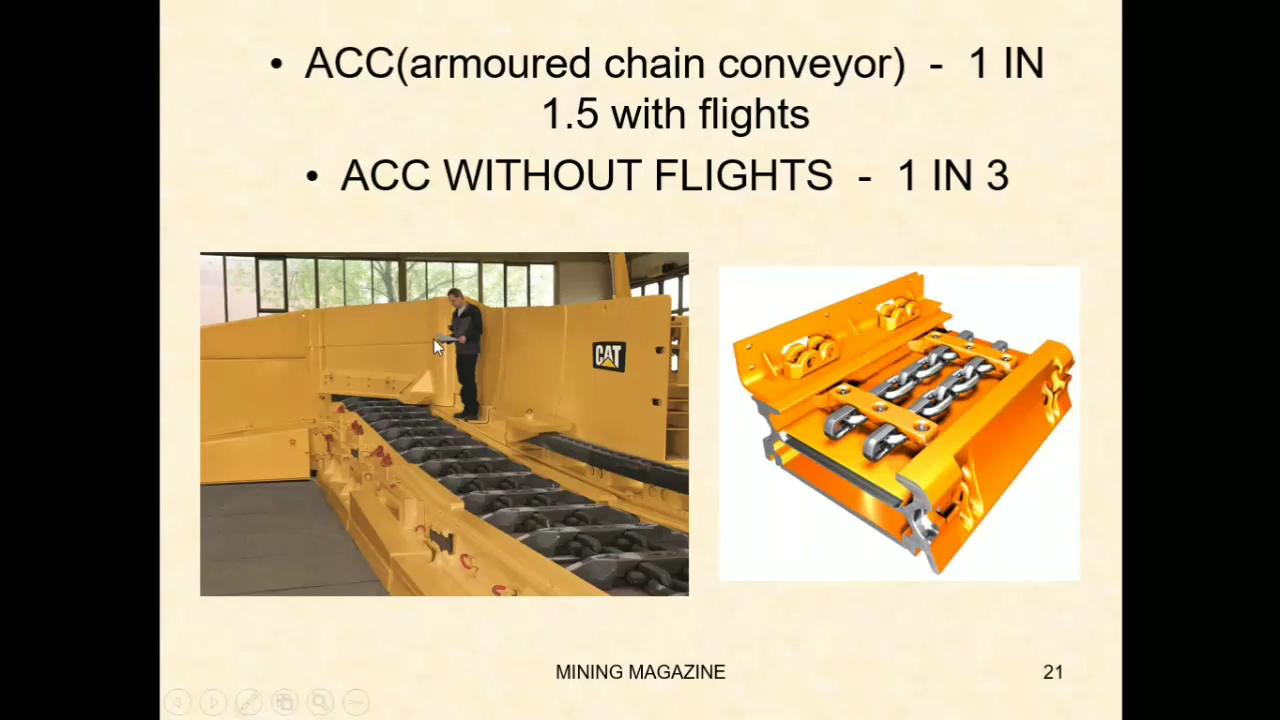 • ACC(armoured chain conveyor) - 1 IN
1.5 with flights
• ACC WITHOUT FLIGHTS - 1 IN 3
CAT
MINING MAGAZINE
21